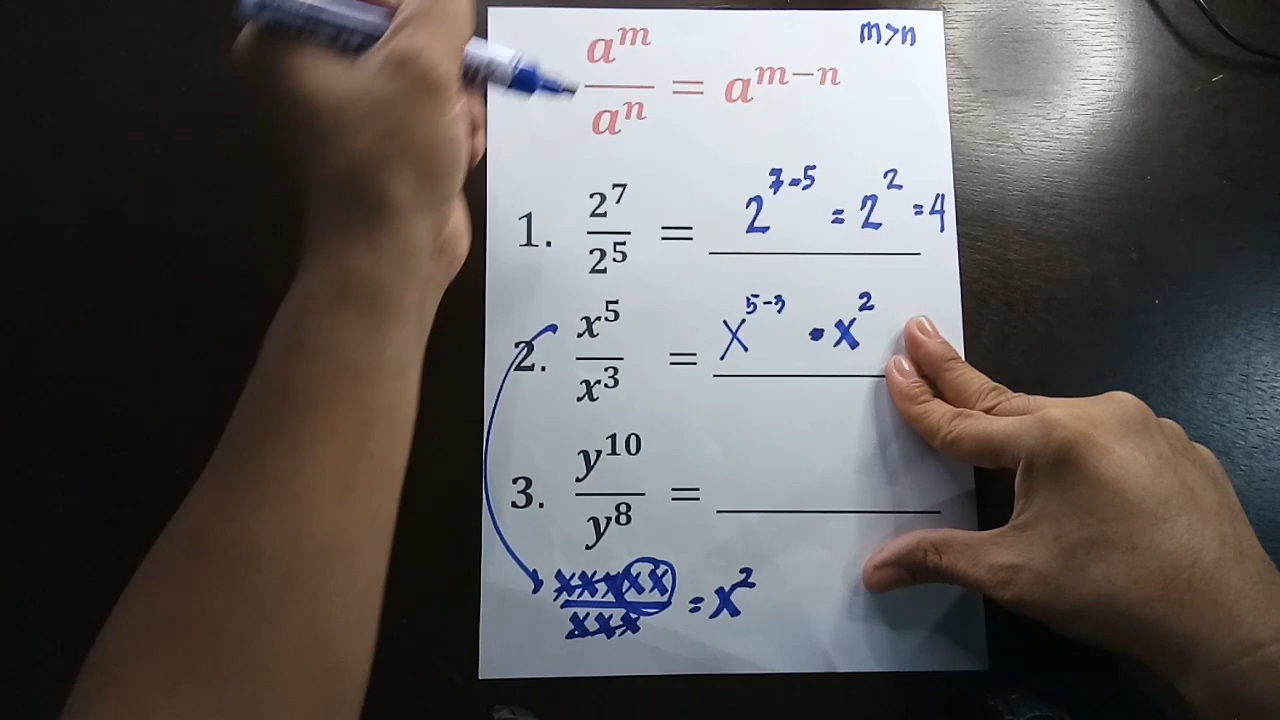 m>n
a^m / a^n = a^{m-n}
1. 2^7 / 2^5 = 2^{7-5} = 2^2 = 4
2. x^5 / x^3 = x^{5-3} = x^2
3. y^{10} / y^8 = ____________
xxxxx / xxx = x^2